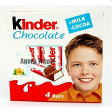 Kinder
Chocolate
+MILK
-COCOA
4 Bars